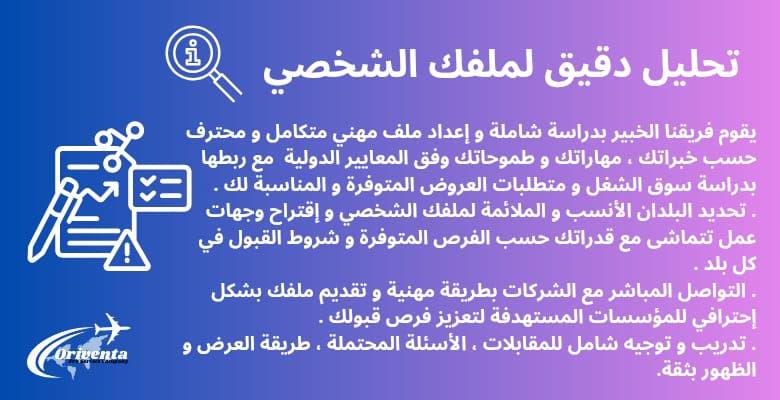 تحليل دقيق لملفك الشخصي
يقوم فريقنا الخبير بدراسة شاملة و إعداد ملف مهني متكامل و محترف
حسب خبراتك ، مهاراتك و طموحاتك وفق المعايير الدولية مع ربطها
بدراسة سوق الشغل و متطلبات العروض المتوفرة و المناسبة لك .
. تحديد البلدان الأنسب و الملائمة لملفك الشخصي و إقتراح وجهات
عمل تتماشى مع قدراتك حسب الفرص المتوفرة و شروط القبول في
كل بلد .
. التواصل المباشر مع الشركات بطريقة مهنية و تقديم ملفك بشكل
إحترافي للمؤسسات المستهدفة لتعزيز فرص قبولك .
. تدريب و توجيه شامل للمقابلات ، الأسئلة المحتملة ، طريقة العرض و
الظهور بثقة.
Oriventa